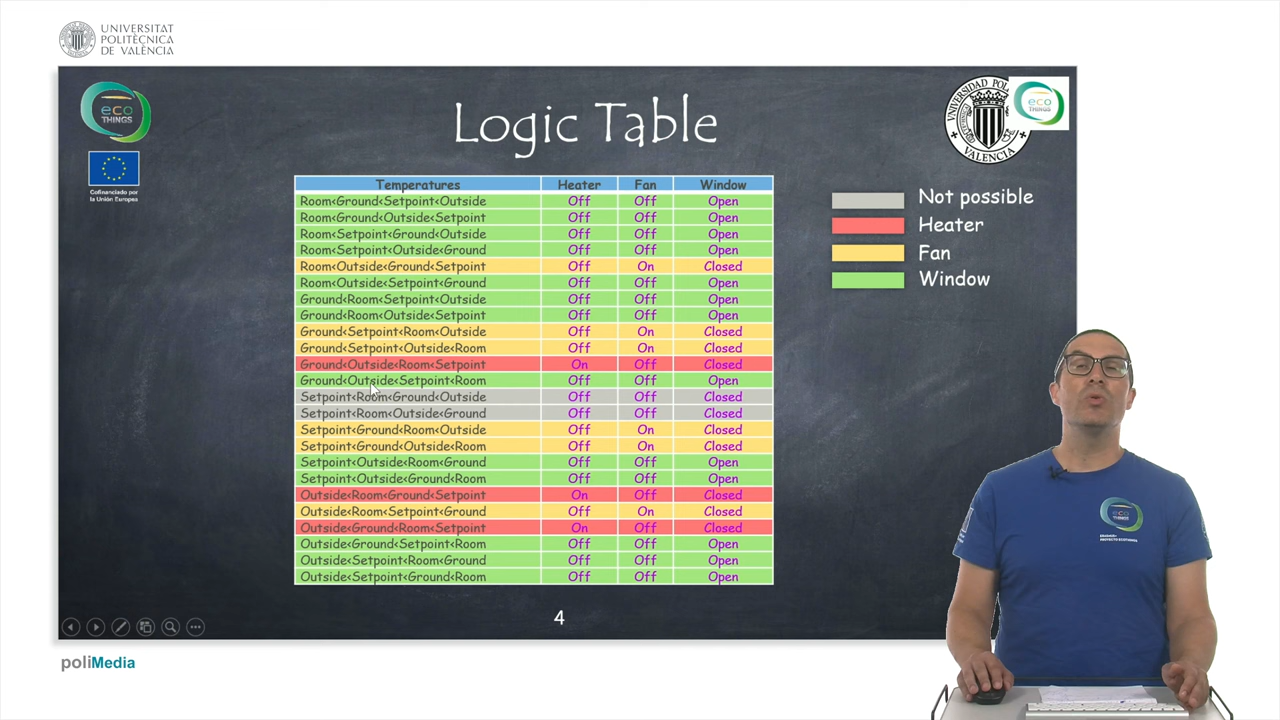 UNIVERSITAT
POLITÈCNICA
DE VALÈNCIA
eco
THINGS
Cofinanciado por
la Unión Europea
Logic Table
UNIVERSIDAD POL
VALENCIA
eco
THINGS
Temperatures Heater Fan Window
Room<Ground<Setpoint<Outside Off Off Open
Room<Ground<Outside<Setpoint Off Off Open
Room<Setpoint<Ground<Outside Off Off Open
Room<Setpoint<Outside<Ground Off Off Open
Room<Outside<Ground<Setpoint Off On Closed
Room<Outside<Setpoint<Ground Off Off Open
Ground<Room<Setpoint<Outside Off Off Open
Ground<Room<Outside<Setpoint Off Off Open
Ground<Setpoint<Room<Outside Off On Closed
Ground<Setpoint<Outside<Room Off On Closed
Ground<Outside<Room<Setpoint On Off Closed
Ground<Outside<Setpoint<Room Off Off Open
Setpoint<Room<Ground<Outside Off Off Closed
Setpoint<Room<Outside<Ground Off Off Closed
Setpoint<Ground<Room<Outside Off On Closed
Setpoint<Ground<Outside<Room Off On Closed
Setpoint<Outside<Room<Ground Off Off Open
Setpoint<Outside<Ground<Room Off Off Open
Outside<Room<Ground<Setpoint On Off Closed
Outside<Room<Setpoint<Ground Off On Closed
Outside<Ground<Room<Setpoint On Off Closed
Outside<Ground<Setpoint<Room Off Off Open
Outside<Setpoint<Room<Ground Off Off Open
Outside<Setpoint<Ground<Room Off Off Open
Not possible
Heater
Fan
Window
4
eco
THINGS
poliMedia